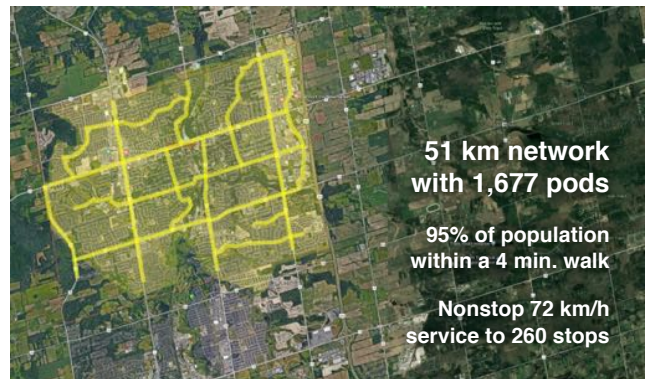 51 km network
with 1,677 pods
95% of population
within a 4 min. walk
Nonstop 72 km/h
service to 260 stops